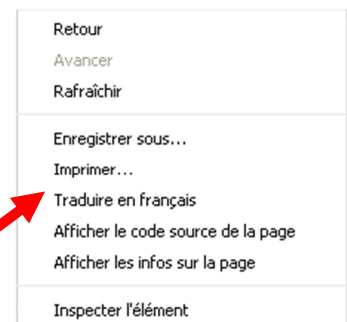 Retour
Avancer
Rafraîchir
Enregistrer sous...
Imprimer...
Traduire en français
Afficher le code source de la page
Afficher les infos sur la page
Inspecter l'élément